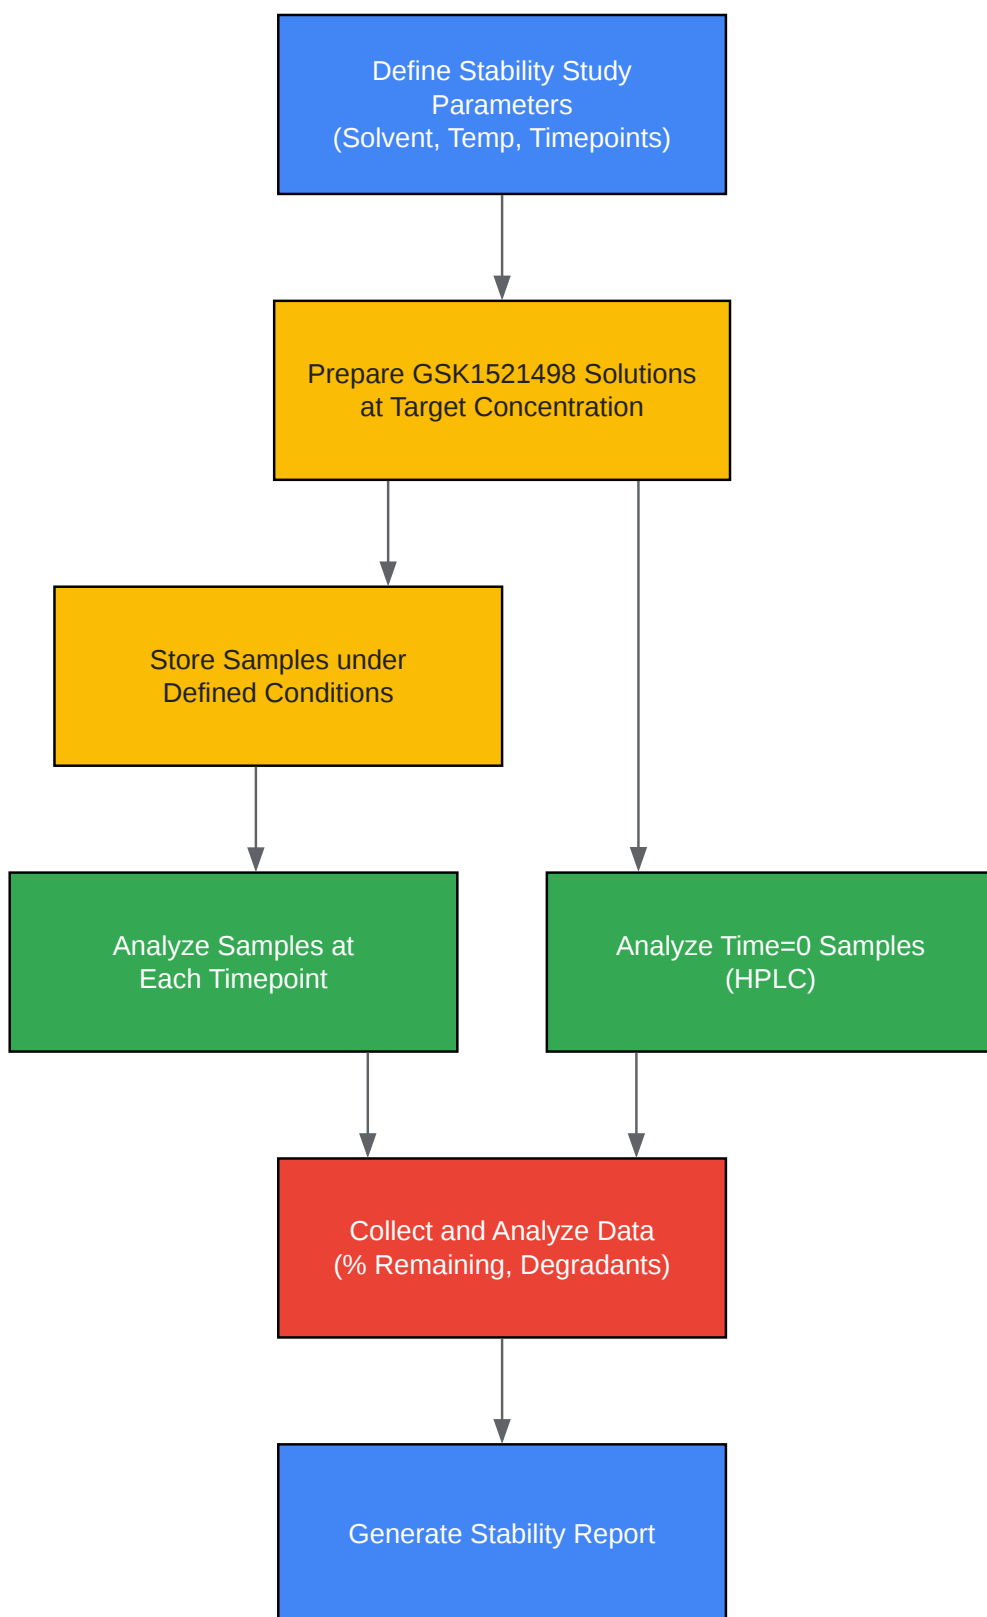 Define Stability Study
Parameters
(Solvent, Temp, Timepoints)
Prepare GSK1521498 Solutions
at Target Concentration
Store Samples under
Defined Conditions
Analyze Samples at
Each Timepoint
Analyze Time=0 Samples
(HPLC)
Collect and Analyze Data
(% Remaining, Degradants)
Generate Stability Report